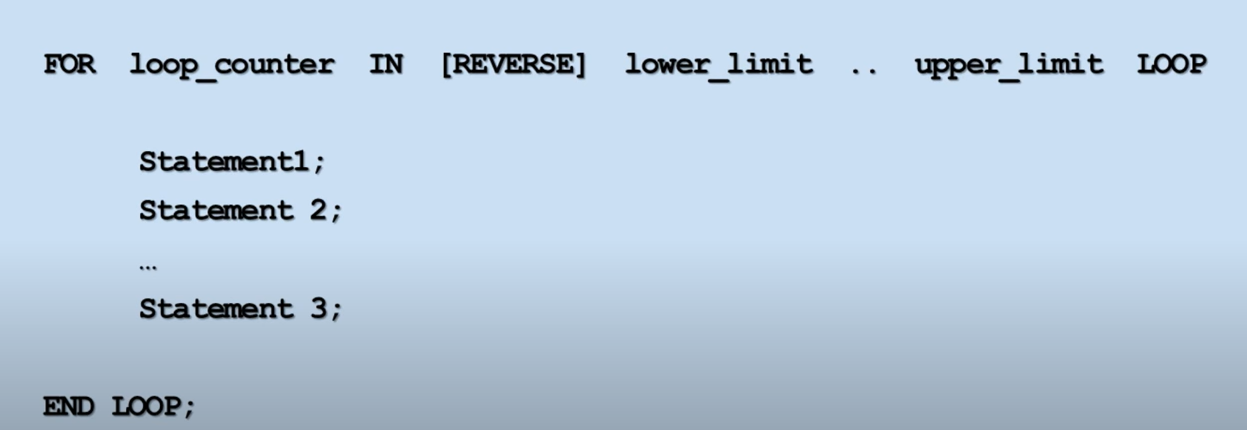 FOR loop_counter IN [REVERSE] lower_limit .. upper_limit LOOP
Statement1;
Statement 2;
…
Statement 3;
END LOOP;